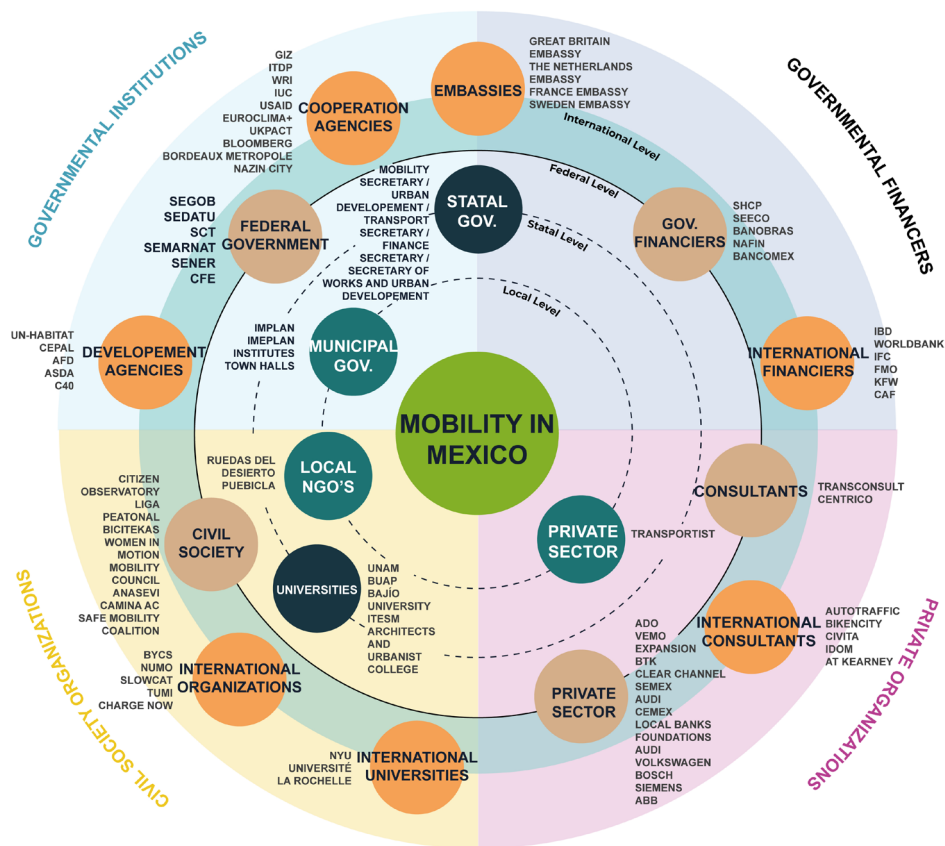 GOVERNMENTAL INSTITUTIONS
GOVERNMENTAL FINANCERS
CIVIL SOCIETY ORGANIZATIONS
PRIVATE ORGANIZATIONS
International Level
Federal Level
Statal Level
Local Level
MOBILITY IN
MEXICO
EMBASSIES
GREAT BRITAIN
EMBASSY
THE NETHERLANDS
EMBASSY
FRANCE EMBASSY
SWEDEN EMBASSY
GIZ
ITDP
WRI
IUC
USAID
EUROCLIMA+
UKPACT
BLOOMBERG
BORDEAUX METROPOLE
NAZIN CITY
COOPERATION
AGENCIES
MOBILITY
SECRETARY /
URBAN
DEVELOPEMENT /
TRANSPORT
SECRETARY /
FINANCE
SECRETARY /
SECRETARY OF
WORKS AND URBAN
DEVELOPEMENT
STATAL
GOV.
SEGOB
SEDATU
SCT
SEMARNAT
SENER
CFE
FEDERAL
GOVERNMENT
GOV.
FINANCIERS
SHCP
SEECO
BANOBRAS
NAFIN
BANCOMEX
UN-HABITAT
CEPAL
AFD
ASDA
C40
DEVELOPEMENT
AGENCIES
IMPLAN
IMEPLAN
INSTITUTES
TOWN HALLS
MUNICIPAL
GOV.
INTERNATIONAL
FINANCIERS
IBD
WORLDBANK
IFC
FMO
KFW
CAF
RUEDAS DEL
DESIERTO
PUEBICLA
LOCAL
NGO'S
CONSULTANTS
TRANSCONSULT
CENTRICO
CITIZEN
OBSERVATORY
LIGA
PEATONAL
BICITEKAS
WOMEN IN
MOTION
MOBILITY
COUNCIL
ANASEVI
CAMINA AC
SAFE MOBILITY
COALITION
CIVIL
SOCIETY
PRIVATE
SECTOR
TRANSPORTIST
UNIVERSITIES
UNAM
BUAP
BAJÍO
UNIVERSITY
ITESM
ARCHITECTS
AND
URBANIST
COLLEGE
INTERNATIONAL
CONSULTANTS
AUTOTRAFFIC
BIKENCITY
CIVITA
IDOM
AT KEARNEY
BYCS
NUMO
SLOWCAT
TUMI
CHARGE NOW
INTERNATIONAL
ORGANIZATIONS
PRIVATE
SECTOR
ADO
VEMO
EXPANSION
BTK
CLEAR CHANNEL
SEMEX
AUDI
CEMEX
LOCAL BANKS
FOUNDATIONS
AUDI
VOLKSWAGEN
BOSCH
SIEMENS
ABB
NYU
UNIVERSITÉ
LA ROCHELLE
INTERNATIONAL
UNIVERSITIES